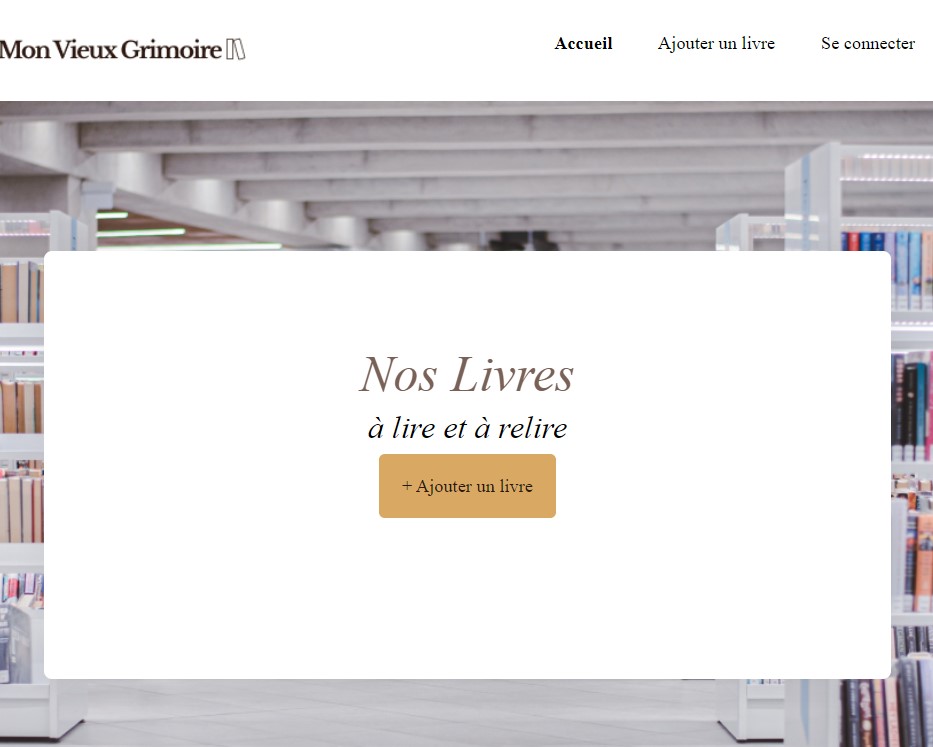 Mon Vieux Grimoire
Accueil Ajouter un livre Se connecter
Nos Livres
à lire et à relire
+ Ajouter un livre